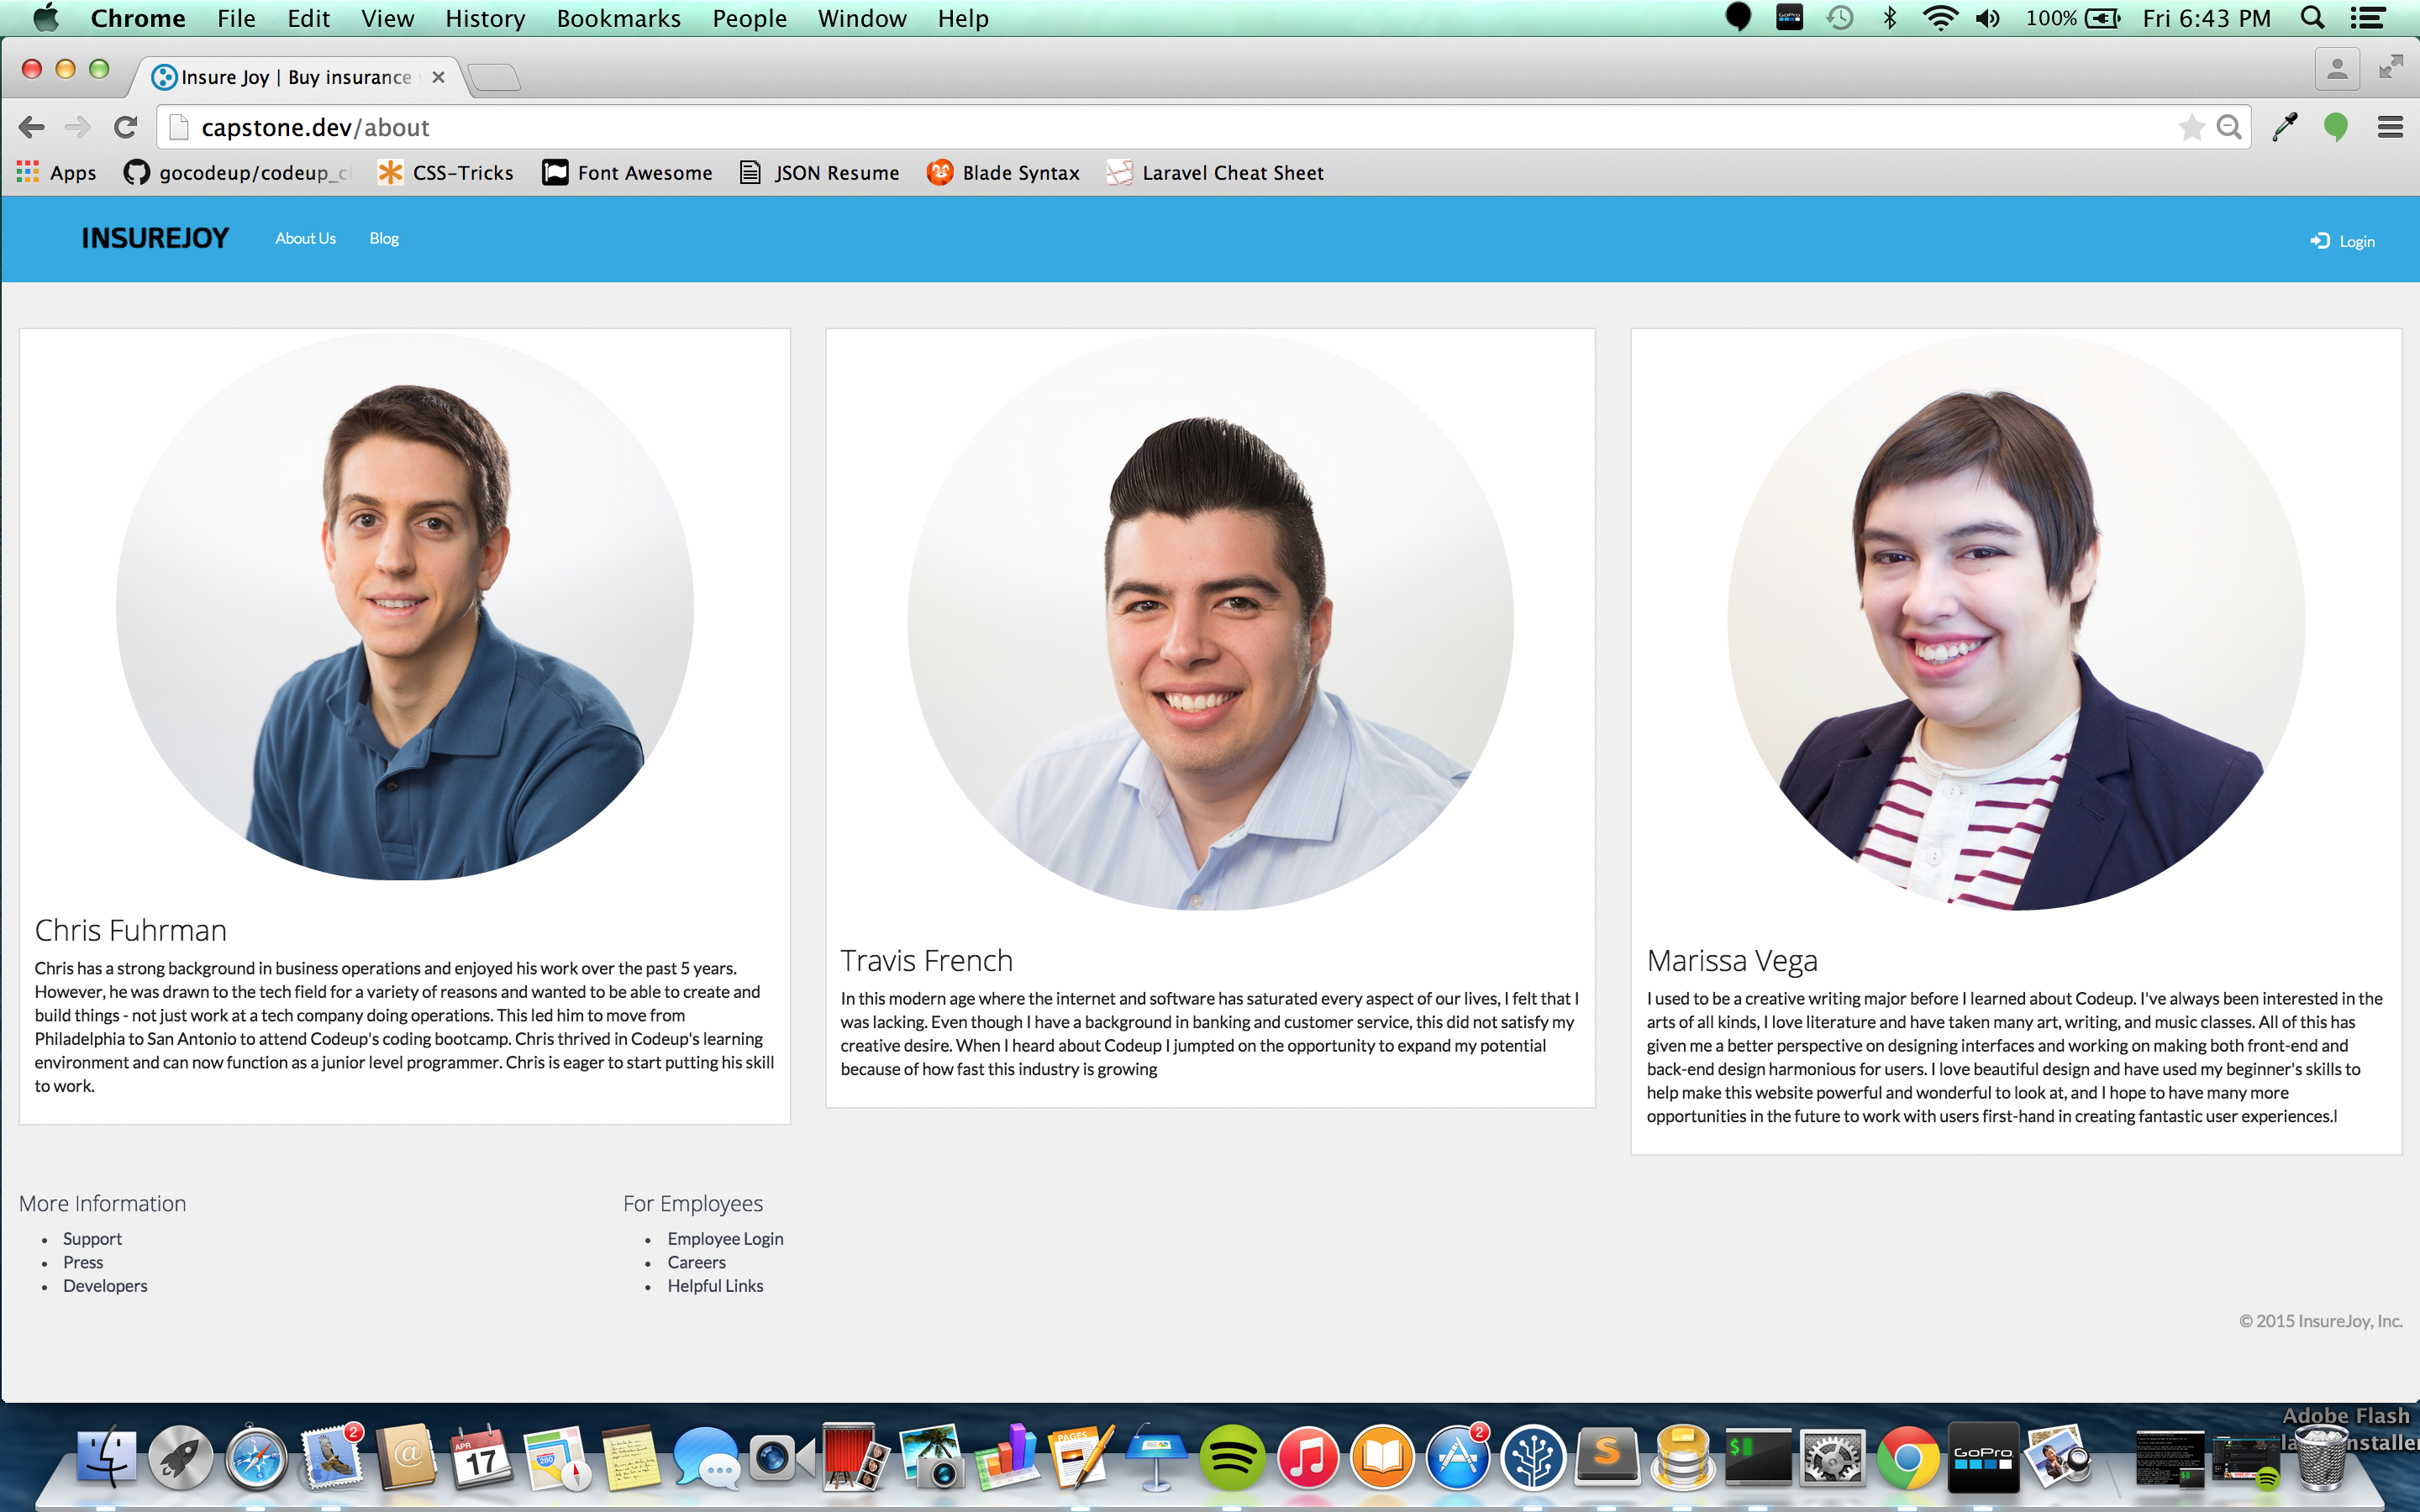 Chrome File Edit View History Bookmarks People Window Help
GoPro 100% Fri 6:43 PM
Insure Joy | Buy insurance
capstone.dev/about
Apps gocodeup/codeup_c CSS-Tricks Font Awesome JSON Resume Blade Syntax Laravel Cheat Sheet
INSUREJOY About Us Blog Login
Chris Fuhrman
Chris has a strong background in business operations and enjoyed his work over the past 5 years.
However, he was drawn to the tech field for a variety of reasons and wanted to be able to create and
build things - not just work at a tech company doing operations. This led him to move from
Philadelphia to San Antonio to attend Codeup's coding bootcamp. Chris thrived in Codeup's learning
environment and can now function as a junior level programmer. Chris is eager to start putting his skill
to work.
Travis French
In this modern age where the internet and software has saturated every aspect of our lives, I felt that I
was lacking. Even though I have a background in banking and customer service, this did not satisfy my
creative desire. When I heard about Codeup I jumpted on the opportunity to expand my potential
because of how fast this industry is growing
Marissa Vega
I used to be a creative writing major before I learned about Codeup. I've always been interested in the
arts of all kinds, I love literature and have taken many art, writing, and music classes. All of this has
given me a better perspective on designing interfaces and working on making both front-end and
back-end design harmonious for users. I love beautiful design and have used my beginner's skills to
help make this website powerful and wonderful to look at, and I hope to have many more
opportunities in the future to work with users first-hand in creating fantastic user experiences.I
More Information
Support
Press
Developers
For Employees
Employee Login
Careers
Helpful Links
© 2015 InsureJoy, Inc.
Adobe Flash
nstaller
2
APR
17
280
PAGES
2
S
$
GoPro